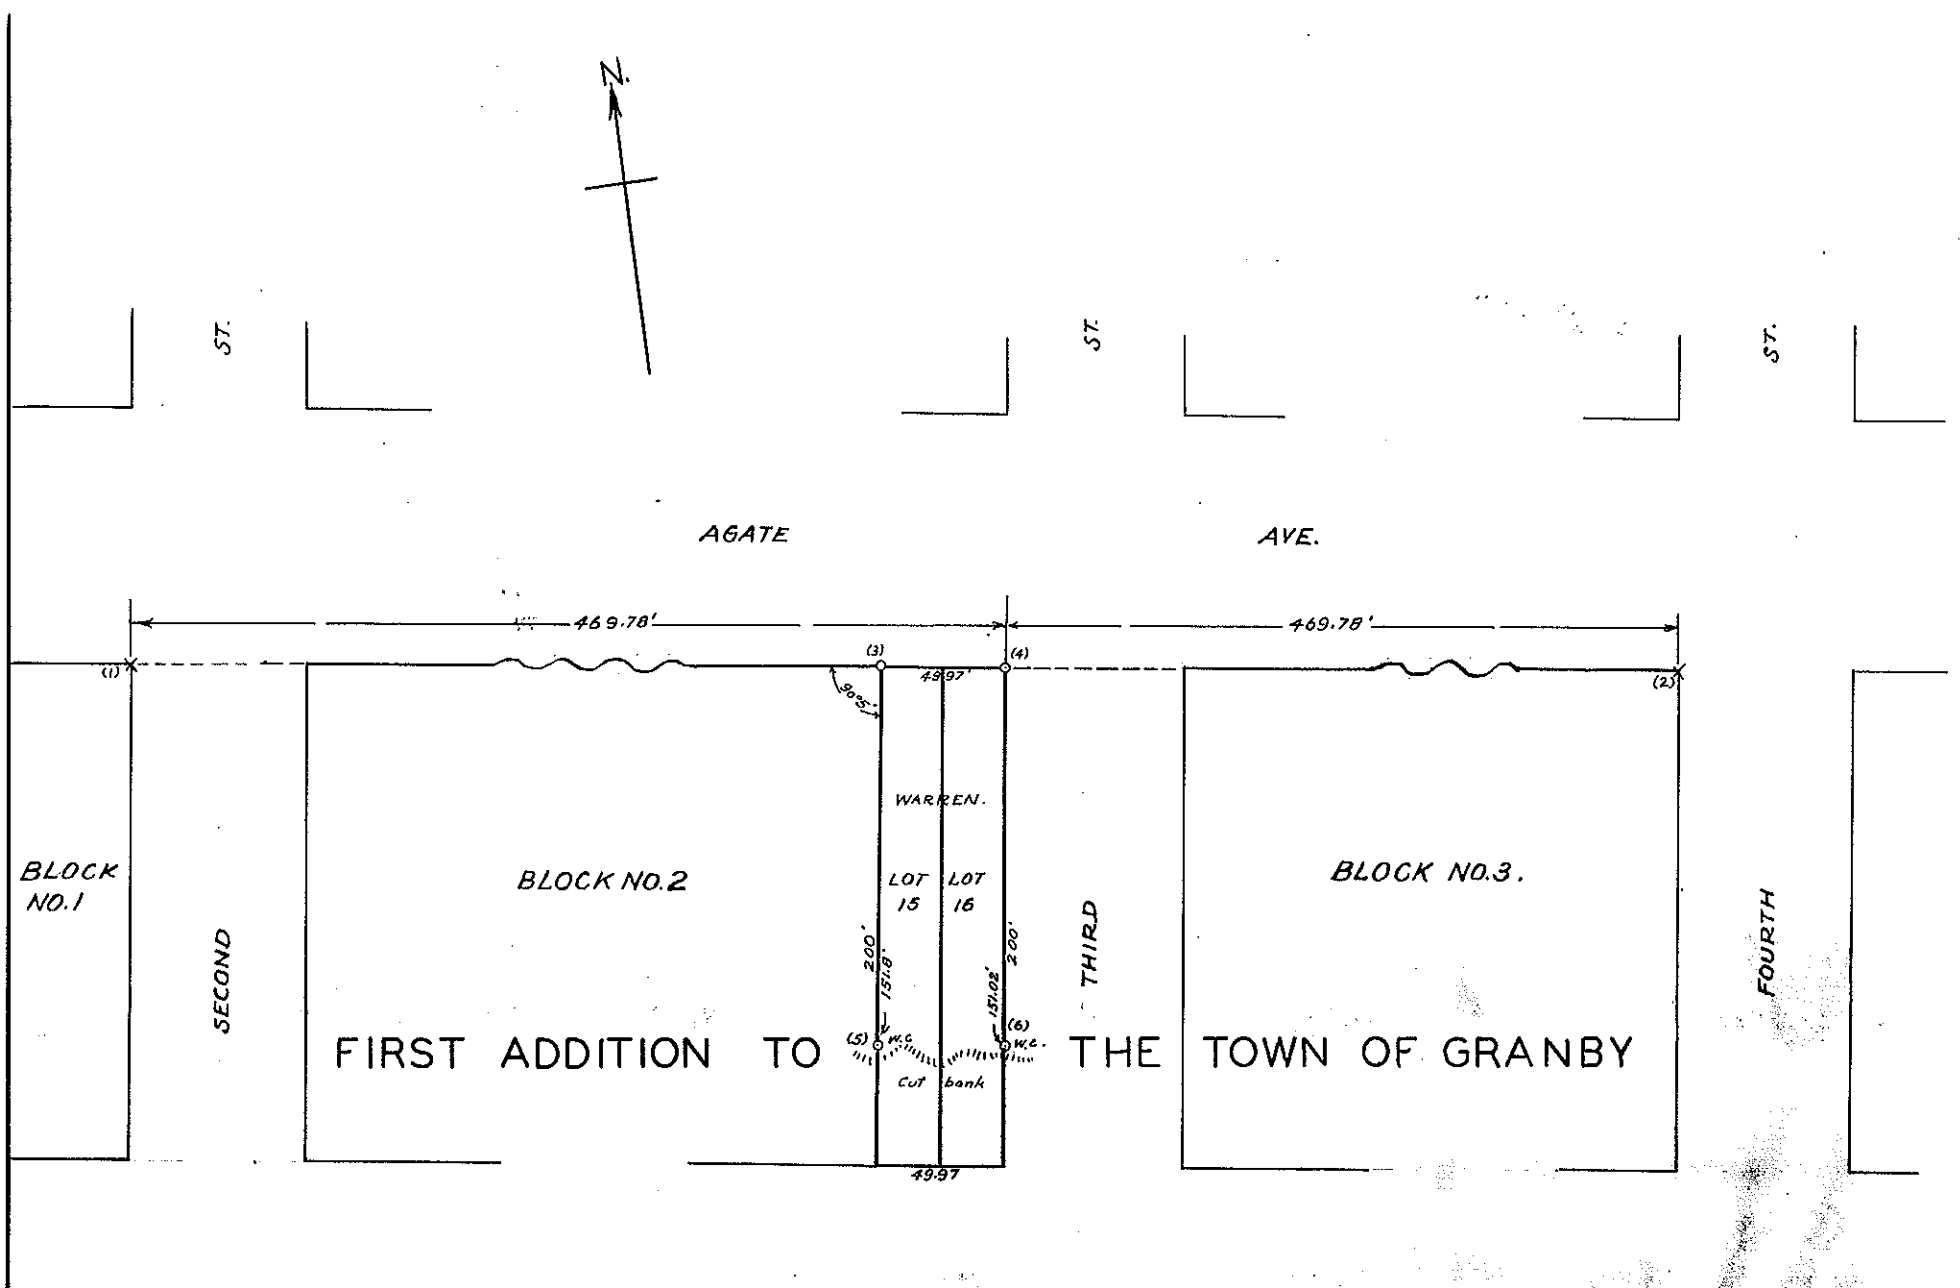 N.
ST.
ST.
ST.
AGATE AVE.
469.78' 469.78'
(1) (3) (4) (2)
49.97'
90°5'
WARREN.
BLOCK
NO.1
BLOCK NO.2
LOT
15
LOT
16
BLOCK NO.3.
SECOND
200'
151.8'
151.02'
200'
THIRD
FOURTH
(5) W.C.
(6)
W.C.
FIRST ADDITION TO THE TOWN OF GRANBY
Cut bank
49.97